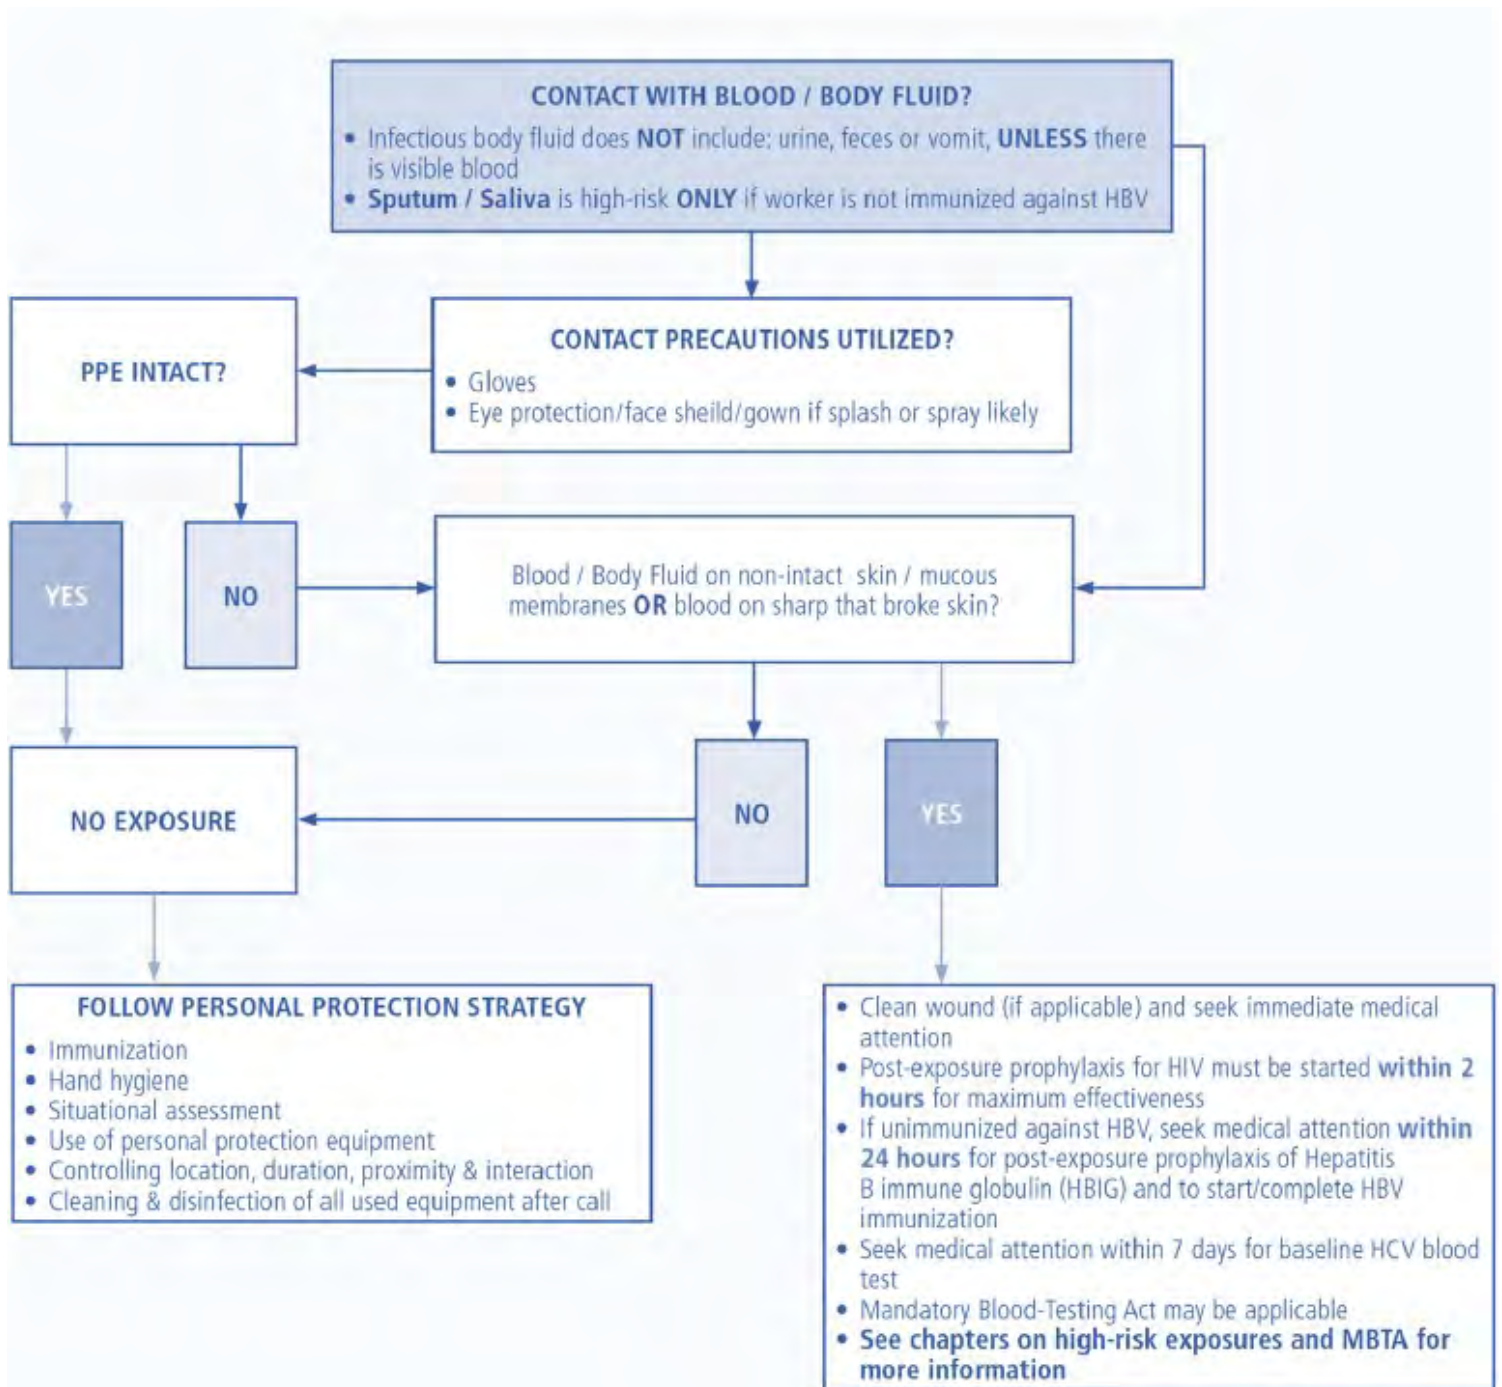 CONTACT WITH BLOOD / BODY FLUID?
• Infectious body fluid does NOT include: urine, feces or vomit, UNLESS there
is visible blood
• Sputum / Saliva is high-risk ONLY if worker is not immunized against HBV
PPE INTACT?
CONTACT PRECAUTIONS UTILIZED?
• Gloves
• Eye protection/face sheild/gown if splash or spray likely
YES
NO
Blood / Body Fluid on non-intact skin / mucous
membranes OR blood on sharp that broke skin?
NO EXPOSURE
NO
YES
FOLLOW PERSONAL PROTECTION STRATEGY
• Immunization
• Hand hygiene
• Situational assessment
• Use of personal protection equipment
• Controlling location, duration, proximity & interaction
• Cleaning & disinfection of all used equipment after call
• Clean wound (if applicable) and seek immediate medical
attention
• Post-exposure prophylaxis for HIV must be started within 2
hours for maximum effectiveness
• If unimmunized against HBV, seek medical attention within
24 hours for post-exposure prophylaxis of Hepatitis
B immune globulin (HBIG) and to start/complete HBV
immunization
• Seek medical attention within 7 days for baseline HCV blood
test
• Mandatory Blood-Testing Act may be applicable
• See chapters on high-risk exposures and MBTA for
more information